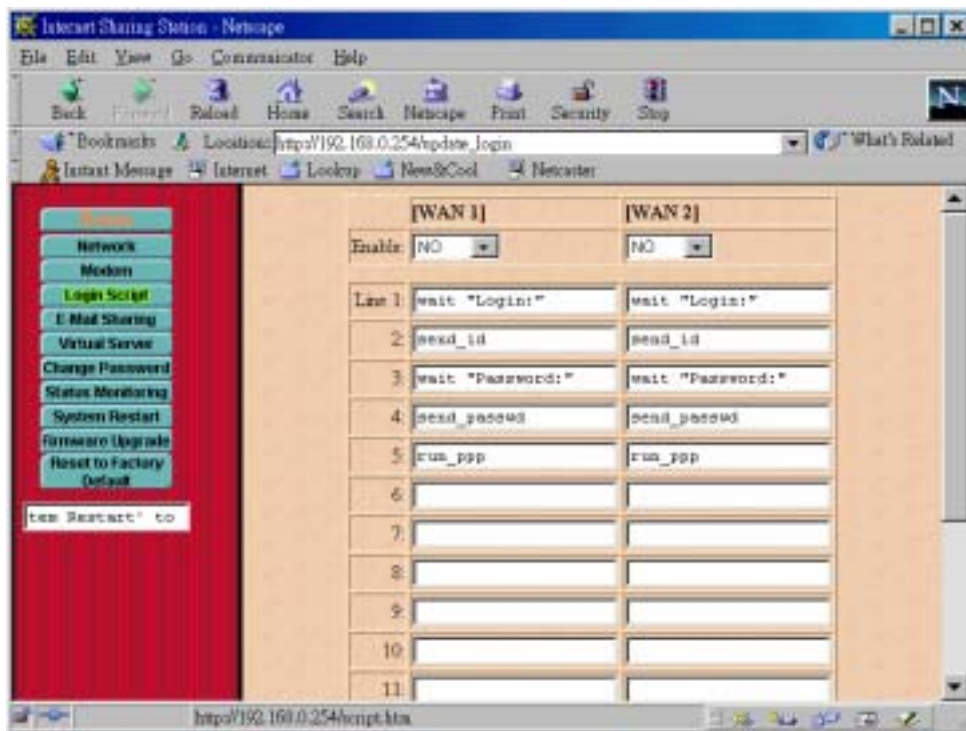 Internet Sharing Station - Netscape
File Edit View Go Communicator Help
Back Forward Reload Home Search Netscape Print Security Stop
Bookmarks Location: http://192.168.0.254/update_login What's Related
Instant Message Internet Lookup New&Cool Netcaster
[WAN 1] [WAN 2]
Enable: NO NO
Line 1: wait "Login:" wait "Login:"
2: send_id send_id
3: wait "Password:" wait "Password:"
4: send_passwd send_passwd
5: run_ppp run_ppp
6:
7:
8:
9:
10:
11:
Network
Modem
Login Script
E-Mail Sharing
Virtual Server
Change Password
Status Monitoring
System Restart
Firmware Upgrade
Reset to Factory
Default
tem Restart' to
http://192.168.0.254/script.htm